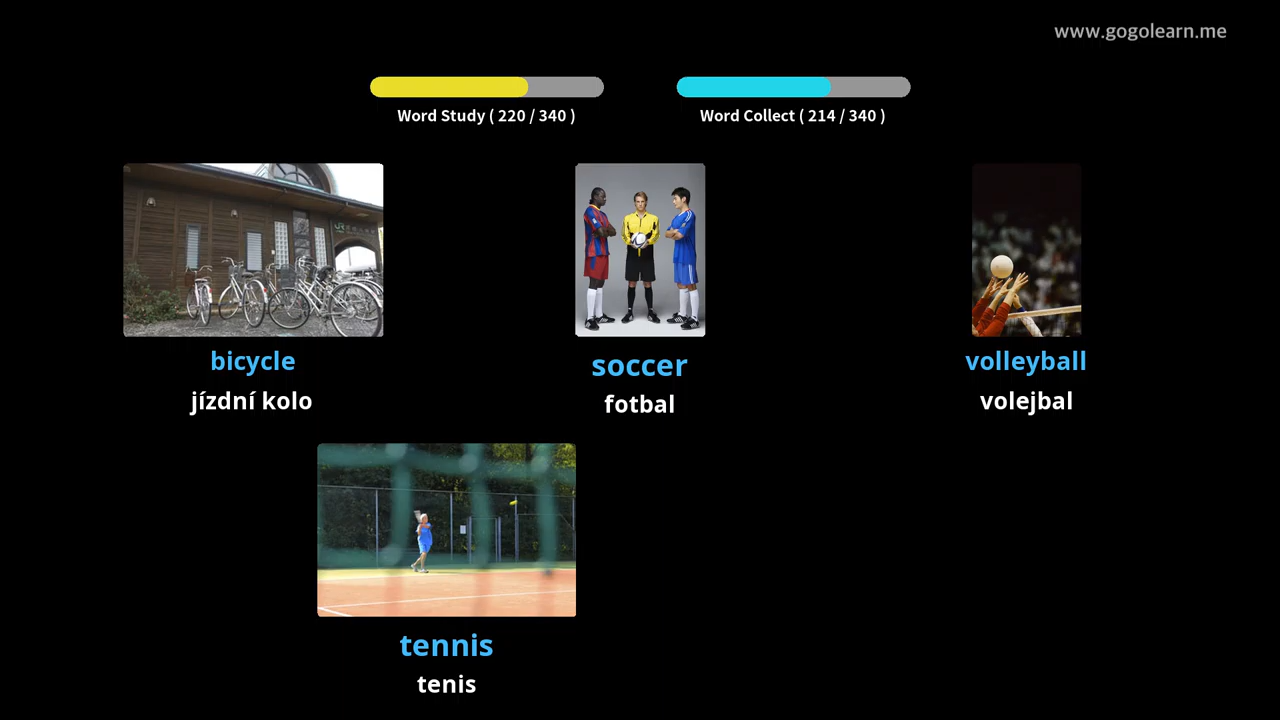 www.gogolearn.me
Word Study ( 220 / 340 )
Word Collect ( 214 / 340 )
JR
bicycle
soccer
volleyball
jízdní kolo
fotbal
volejbal
tennis
tenis